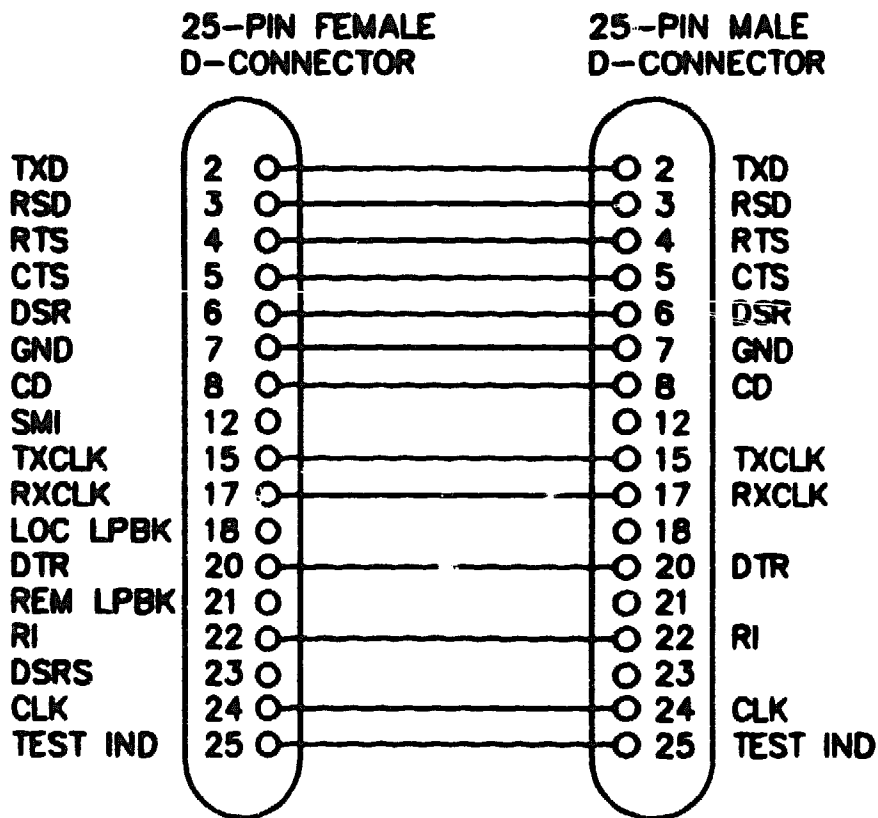 25-PIN FEMALE 25-PIN MALE
D-CONNECTOR D-CONNECTOR
TXD 2 2 TXD
RSD 3 3 RSD
RTS 4 4 RTS
CTS 5 5 CTS
DSR 6 6 DSR
GND 7 7 GND
CD 8 8 CD
SMI 12 12
TXCLK 15 15 TXCLK
RXCLK 17 17 RXCLK
LOC LPBK 18 18
DTR 20 20 DTR
REM LPBK 21 21
RI 22 22 RI
DSRS 23 23
CLK 24 24 CLK
TEST IND 25 25 TEST IND